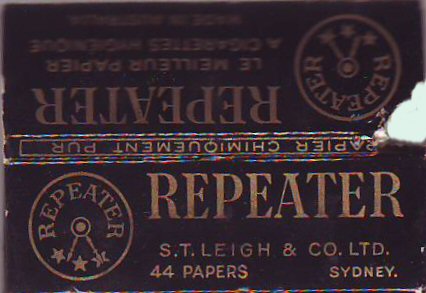 MADE IN AUSTRALIA
A CIGARETTES HYGIENIQUE
LE MEILLEUR PAPIER
REPEATER
REPEATER
PAPIER CHIMIQUEMENT PUR
REPEATER
REPEATER
S.T. LEIGH & CO. LTD.
44 PAPERS SYDNEY.